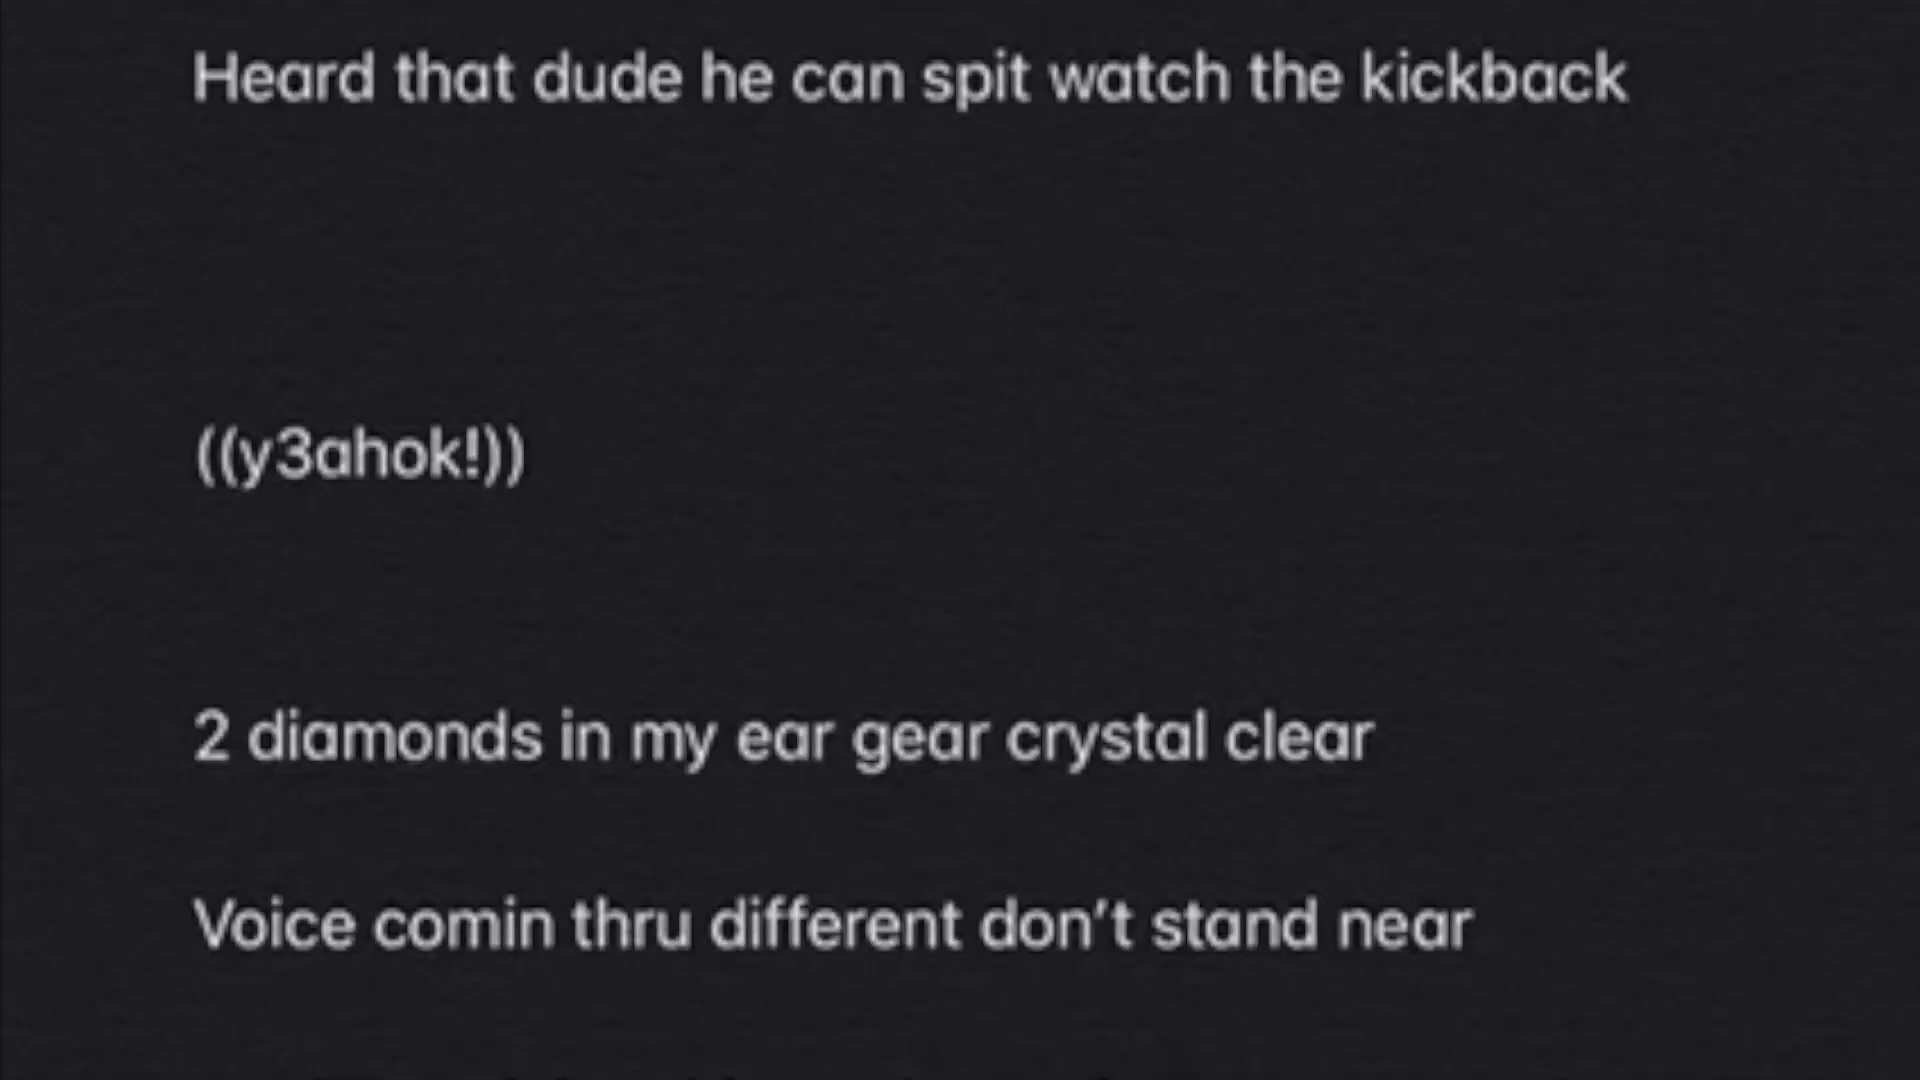 Heard that dude he can spit watch the kickback
((y3ahok!))
2 diamonds in my ear gear crystal clear
Voice comin thru different don't stand near